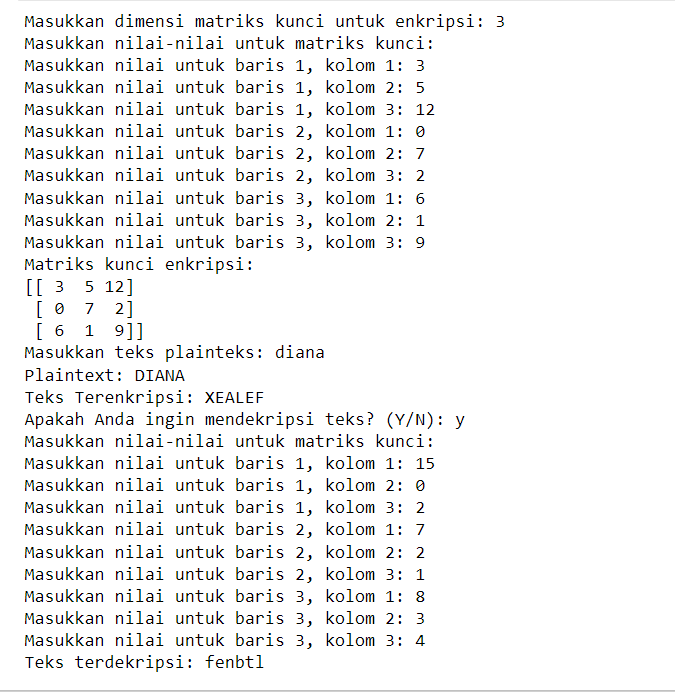 Masukkan dimensi matriks kunci untuk enkripsi: 3
Masukkan nilai-nilai untuk matriks kunci:
Masukkan nilai untuk baris 1, kolom 1: 3
Masukkan nilai untuk baris 1, kolom 2: 5
Masukkan nilai untuk baris 1, kolom 3: 12
Masukkan nilai untuk baris 2, kolom 1: 0
Masukkan nilai untuk baris 2, kolom 2: 7
Masukkan nilai untuk baris 2, kolom 3: 2
Masukkan nilai untuk baris 3, kolom 1: 6
Masukkan nilai untuk baris 3, kolom 2: 1
Masukkan nilai untuk baris 3, kolom 3: 9
Matriks kunci enkripsi:
[[ 3  5 12]
 [ 0  7  2]
 [ 6  1  9]]
Masukkan teks plainteks: diana
Plaintext: DIANA
Teks Terenkripsi: XEALEF
Apakah Anda ingin mendekripsi teks? (Y/N): y
Masukkan nilai-nilai untuk matriks kunci:
Masukkan nilai untuk baris 1, kolom 1: 15
Masukkan nilai untuk baris 1, kolom 2: 0
Masukkan nilai untuk baris 1, kolom 3: 2
Masukkan nilai untuk baris 2, kolom 1: 7
Masukkan nilai untuk baris 2, kolom 2: 2
Masukkan nilai untuk baris 2, kolom 3: 1
Masukkan nilai untuk baris 3, kolom 1: 8
Masukkan nilai untuk baris 3, kolom 2: 3
Masukkan nilai untuk baris 3, kolom 3: 4
Teks terdekripsi: fenbtl